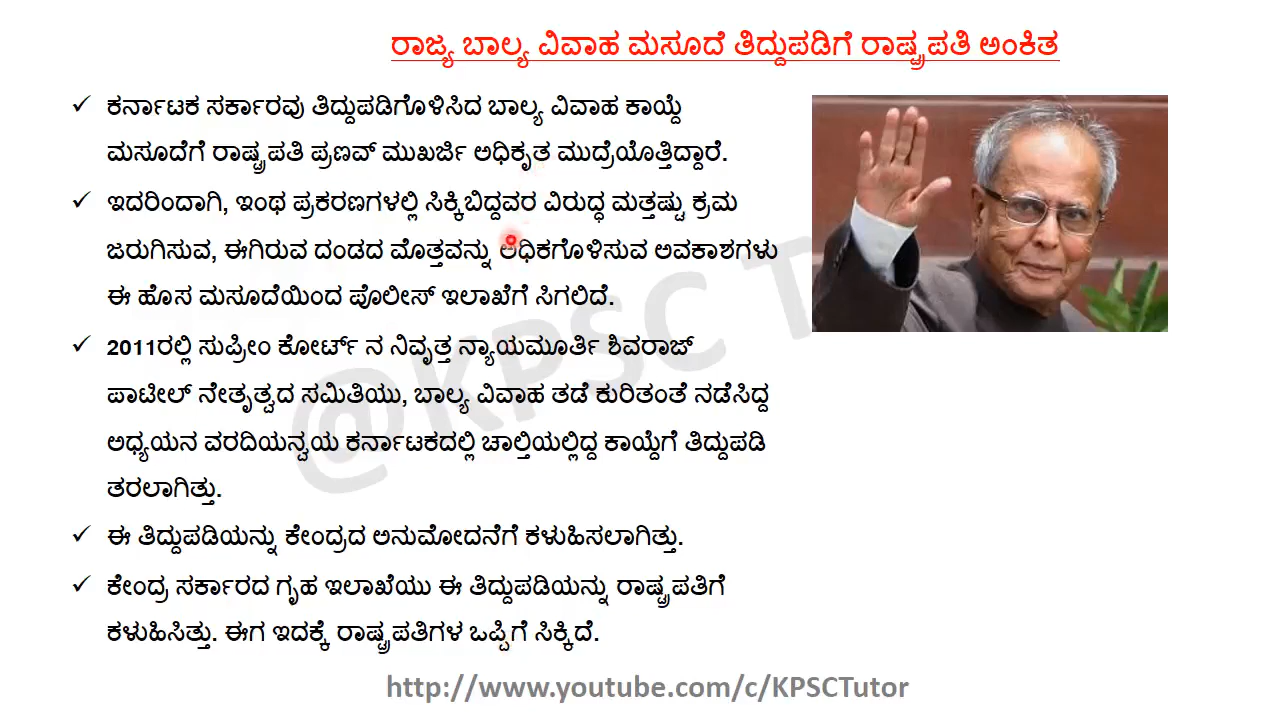 ರಾಜ್ಯ ಬಾಲ್ಯ ವಿವಾಹ ಮಸೂದೆ ತಿದ್ದುಪಡಿಗೆ ರಾಷ್ಟ್ರಪತಿ ಅಂಕಿತ
✓ ಕರ್ನಾಟಕ ಸರ್ಕಾರವು ತಿದ್ದುಪಡಿಗೊಳಿಸಿದ ಬಾಲ್ಯ ವಿವಾಹ ಕಾಯ್ದೆ
ಮಸೂದೆಗೆ ರಾಷ್ಟ್ರಪತಿ ಪ್ರಣವ್ ಮುಖರ್ಜಿ ಅಧಿಕೃತ ಮುದ್ರೆಯೊತ್ತಿದ್ದಾರೆ.
✓ ಇದರಿಂದಾಗಿ, ಇಂಥ ಪ್ರಕರಣಗಳಲ್ಲಿ ಸಿಕ್ಕಿಬಿದ್ದವರ ವಿರುದ್ಧ ಮತ್ತಷ್ಟು ಕ್ರಮ
ಜರುಗಿಸುವ, ಈಗಿರುವ ದಂಡದ ಮೊತ್ತವನ್ನು ಅಧಿಕಗೊಳಿಸುವ ಅವಕಾಶಗಳು
ಈ ಹೊಸ ಮಸೂದೆಯಿಂದ ಪೊಲೀಸ್ ಇಲಾಖೆಗೆ ಸಿಗಲಿದೆ.
✓ 2011ರಲ್ಲಿ ಸುಪ್ರೀಂ ಕೋರ್ಟ್ ನ ನಿವೃತ್ತ ನ್ಯಾಯಮೂರ್ತಿ ಶಿವರಾಜ್
ಪಾಟೀಲ್ ನೇತೃತ್ವದ ಸಮಿತಿಯು, ಬಾಲ್ಯ ವಿವಾಹ ತಡೆ ಕುರಿತಂತೆ ನಡೆಸಿದ್ದ
ಅಧ್ಯಯನ ವರದಿಯನ್ವಯ ಕರ್ನಾಟಕದಲ್ಲಿ ಚಾಲ್ತಿಯಲ್ಲಿದ್ದ ಕಾಯ್ದೆಗೆ ತಿದ್ದುಪಡಿ
ತರಲಾಗಿತ್ತು.
✓ ಈ ತಿದ್ದುಪಡಿಯನ್ನು ಕೇಂದ್ರದ ಅನುಮೋದನೆಗೆ ಕಳುಹಿಸಲಾಗಿತ್ತು.
✓ ಕೇಂದ್ರ ಸರ್ಕಾರದ ಗೃಹ ಇಲಾಖೆಯು ಈ ತಿದ್ದುಪಡಿಯನ್ನು ರಾಷ್ಟ್ರಪತಿಗೆ
ಕಳುಹಿಸಿತ್ತು. ಈಗ ಇದಕ್ಕೆ ರಾಷ್ಟ್ರಪತಿಗಳ ಒಪ್ಪಿಗೆ ಸಿಕ್ಕಿದೆ.
@KPSC T
http://www.youtube.com/c/KPSCTutor